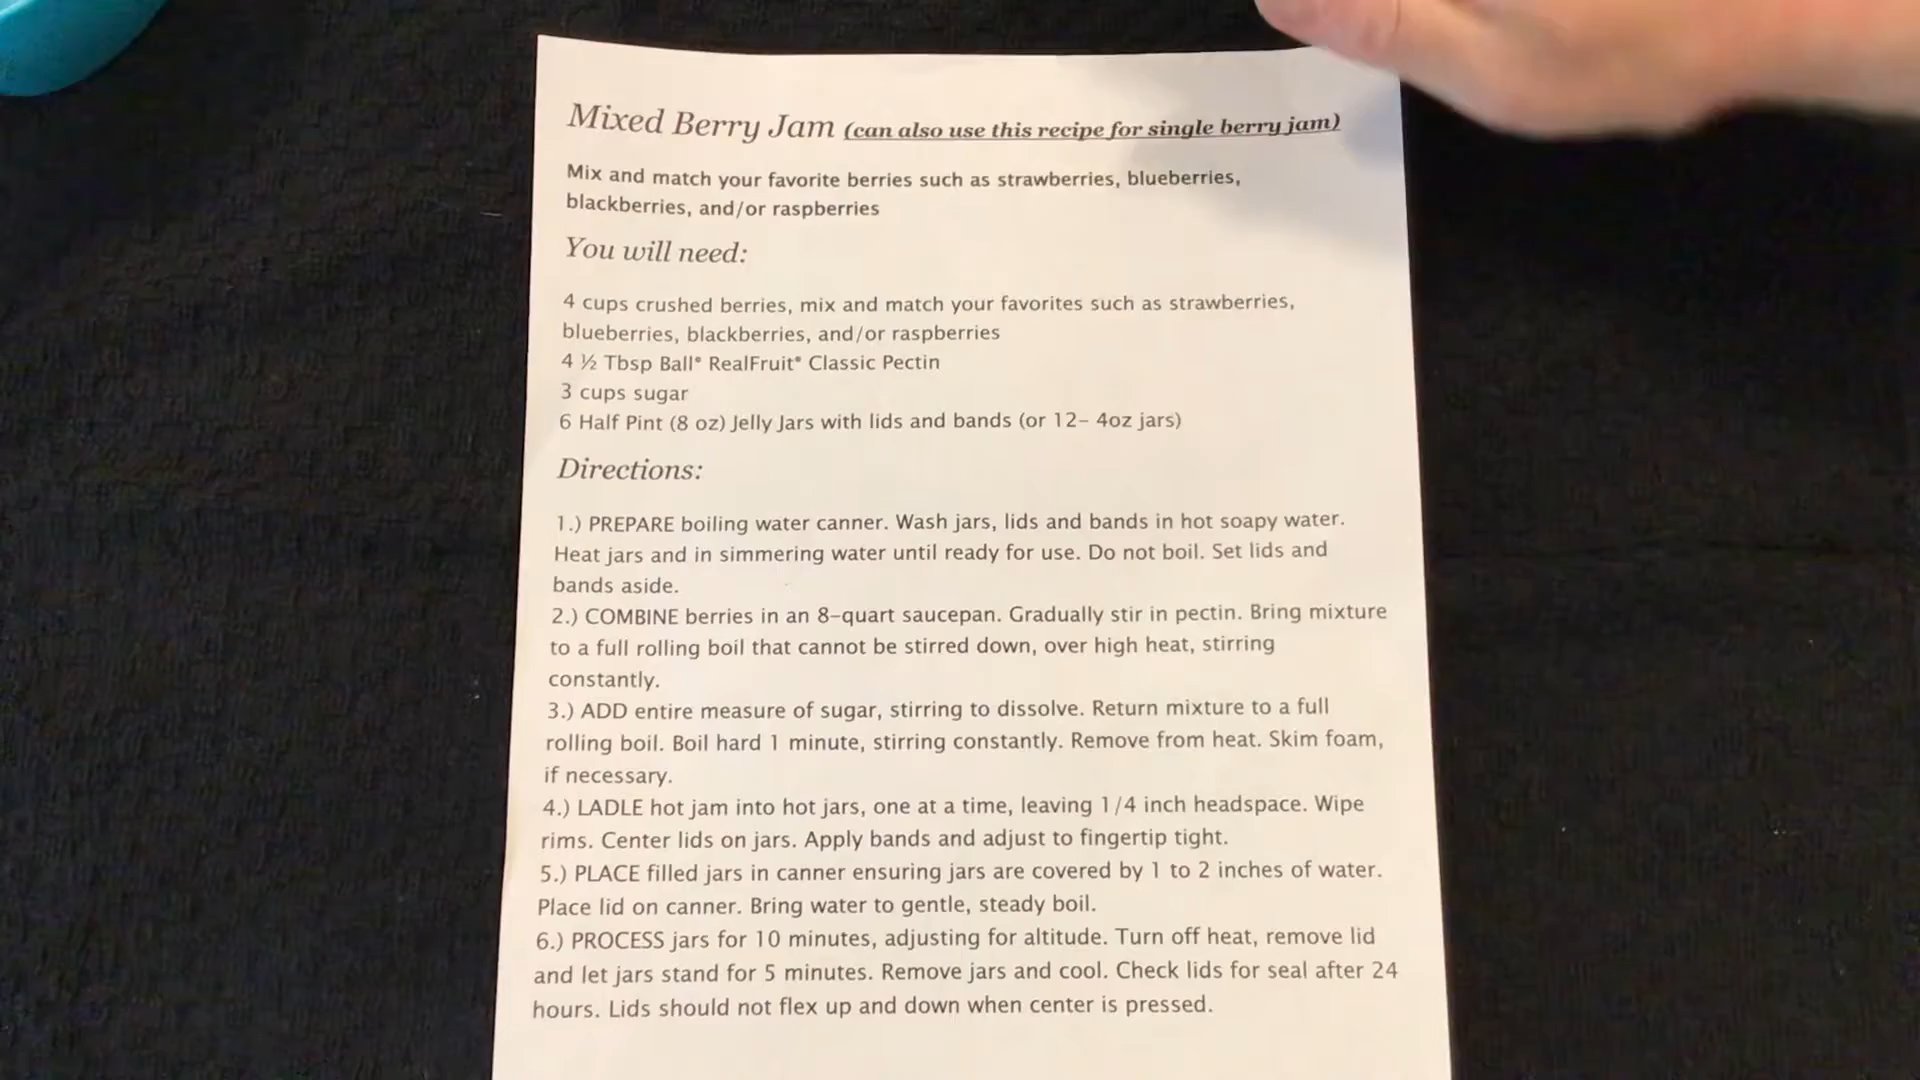 Mixed Berry Jam (can also use this recipe for single berry jam)
Mix and match your favorite berries such as strawberries, blueberries,
blackberries, and/or raspberries
You will need:
4 cups crushed berries, mix and match your favorites such as strawberries,
blueberries, blackberries, and/or raspberries
4 ½ Tbsp Ball® RealFruit® Classic Pectin
3 cups sugar
6 Half Pint (8 oz) Jelly Jars with lids and bands (or 12- 4oz jars)
Directions:
1.) PREPARE boiling water canner. Wash jars, lids and bands in hot soapy water.
Heat jars and in simmering water until ready for use. Do not boil. Set lids and
bands aside.
2.) COMBINE berries in an 8-quart saucepan. Gradually stir in pectin. Bring mixture
to a full rolling boil that cannot be stirred down, over high heat, stirring
constantly.
3.) ADD entire measure of sugar, stirring to dissolve. Return mixture to a full
rolling boil. Boil hard 1 minute, stirring constantly. Remove from heat. Skim foam,
if necessary.
4.) LADLE hot jam into hot jars, one at a time, leaving 1/4 inch headspace. Wipe
rims. Center lids on jars. Apply bands and adjust to fingertip tight.
5.) PLACE filled jars in canner ensuring jars are covered by 1 to 2 inches of water.
Place lid on canner. Bring water to gentle, steady boil.
6.) PROCESS jars for 10 minutes, adjusting for altitude. Turn off heat, remove lid
and let jars stand for 5 minutes. Remove jars and cool. Check lids for seal after 24
hours. Lids should not flex up and down when center is pressed.